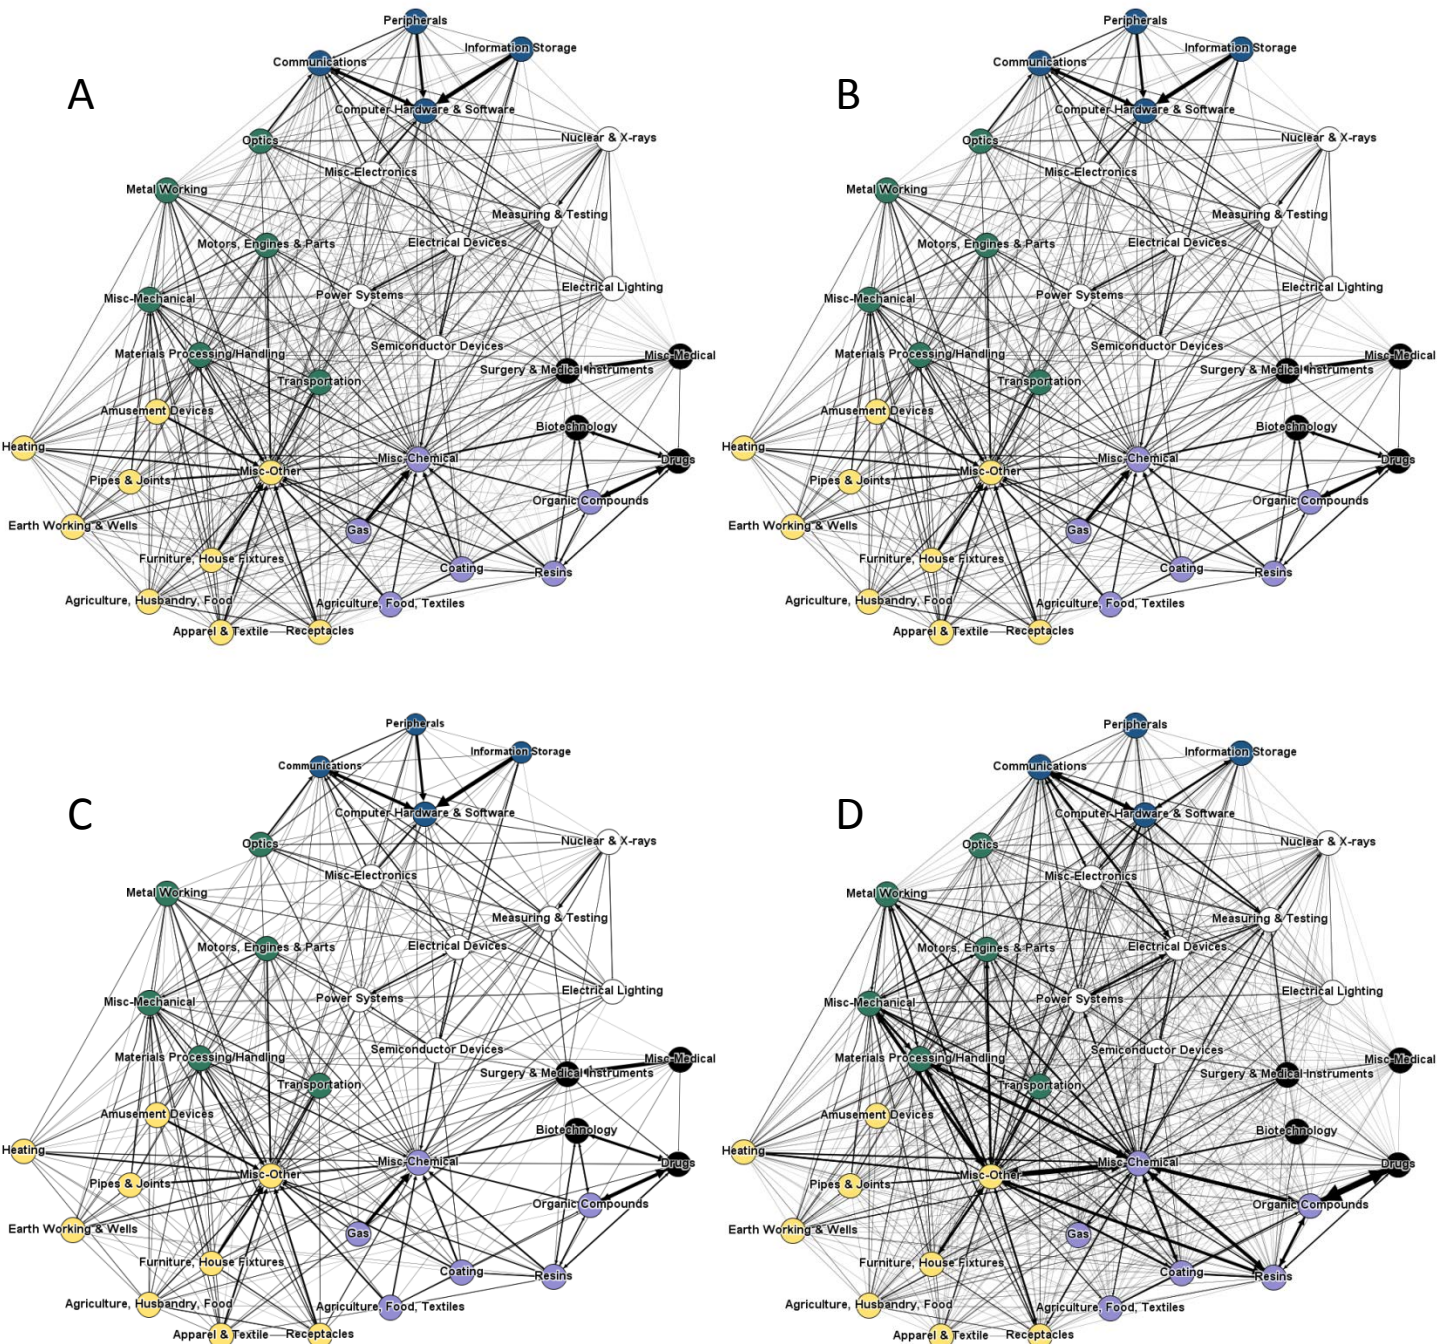 Peripherals
Information Storage
Communications
A
Computer Hardware & Software
Nuclear & X-rays
Optics
Misc-Electronics
Metal Working
Measuring & Testing
Motors, Engines & Parts
Electrical Devices
Electrical Lighting
Power Systems
Misc-Mechanical
Semiconductor Devices
Materials Processing/Handling
Misc-Medical
Surgery & Medical Instruments
Transportation
Amusement Devices
Biotechnology
Heating
Misc-Chemical
Drugs
Misc-Other
Pipes & Joints
Organic Compounds
Earth Working & Wells
Gas
Furniture, House Fixtures
Coating
Resins
Agriculture, Husbandry, Food
Agriculture, Food, Textiles
Apparel & Textile
Receptacles
Peripherals
Information Storage
Communications
B
Computer Hardware & Software
Nuclear & X-rays
Optics
Misc-Electronics
Metal Working
Measuring & Testing
Motors, Engines & Parts
Electrical Devices
Electrical Lighting
Power Systems
Misc-Mechanical
Semiconductor Devices
Materials Processing/Handling
Misc-Medical
Surgery & Medical Instruments
Transportation
Amusement Devices
Biotechnology
Heating
Misc-Chemical
Drugs
Misc-Other
Pipes & Joints
Organic Compounds
Earth Working & Wells
Gas
Furniture, House Fixtures
Coating
Resins
Agriculture, Husbandry, Food
Agriculture, Food, Textiles
Apparel & Textile
Receptacles
Peripherals
Information Storage
Communications
C
Computer Hardware & Software
Nuclear & X-rays
Optics
Misc-Electronics
Metal Working
Measuring & Testing
Motors, Engines & Parts
Electrical Devices
Electrical Lighting
Power Systems
Misc-Mechanical
Semiconductor Devices
Materials Processing/Handling
Misc-Medical
Surgery & Medical Instruments
Transportation
Amusement Devices
Biotechnology
Heating
Misc-Chemical
Drugs
Misc-Other
Pipes & Joints
Organic Compounds
Earth Working & Wells
Gas
Furniture, House Fixtures
Coating
Resins
Agriculture, Husbandry, Food
Agriculture, Food, Textiles
Apparel & Textile
Receptacles
Peripherals
Information Storage
Communications
D
Computer Hardware & Software
Nuclear & X-rays
Optics
Misc-Electronics
Metal Working
Measuring & Testing
Motors, Engines & Parts
Electrical Devices
Electrical Lighting
Power Systems
Misc-Mechanical
Semiconductor Devices
Materials Processing/Handling
Misc-Medical
Surgery & Medical Instruments
Transportation
Amusement Devices
Biotechnology
Heating
Misc-Chemical
Drugs
Misc-Other
Pipes & Joints
Organic Compounds
Earth Working & Wells
Gas
Furniture, House Fixtures
Coating
Resins
Agriculture, Husbandry, Food
Agriculture, Food, Textiles
Apparel & Textile
Receptacles